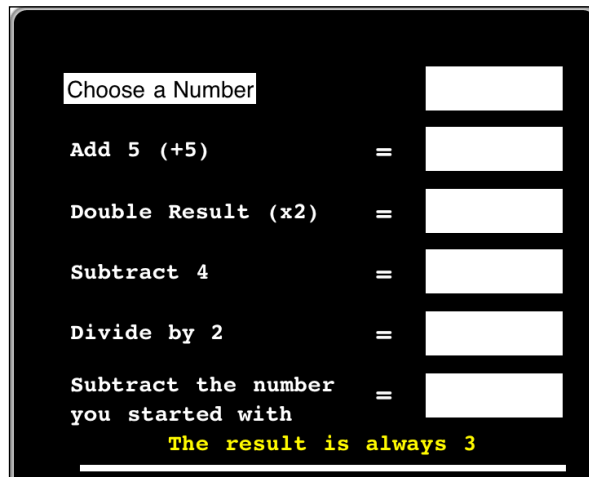 Choose a Number
Add 5 (+5) =
Double Result (x2) =
Subtract 4 =
Divide by 2 =
Subtract the number =
you started with
The result is always 3